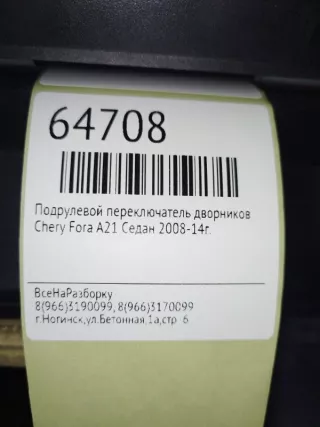 64708
Подрулевой переключатель дворников
Chery Fora A21 Седан 2008-14г.
ВсеНаРазборку
8(966)3190099, 8(966)3170099
г.Ногинск,ул.Бетонная,1а,стр 6